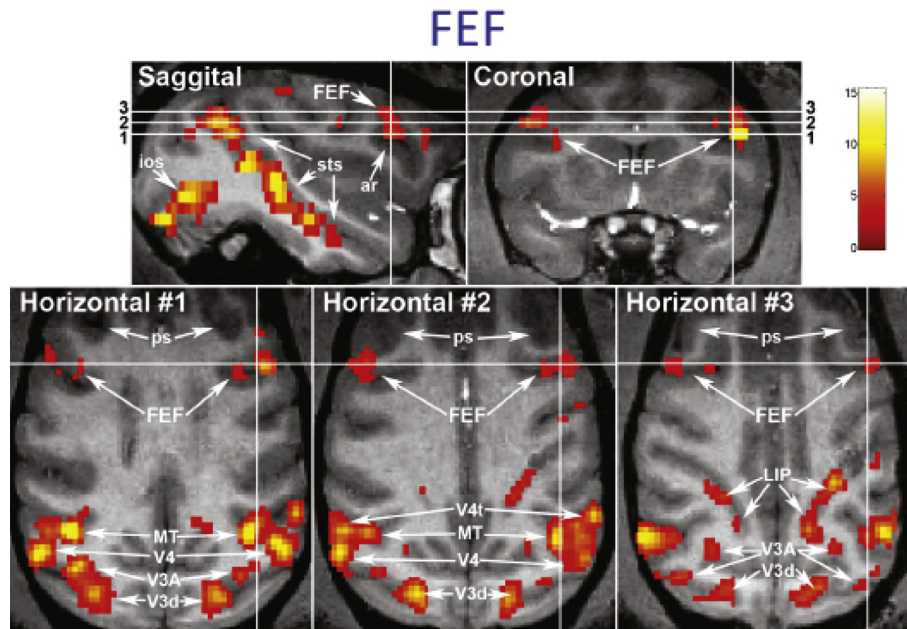 FEF
Saggital
Coronal
FEF
3
2
1
3
2
1
ios
sts
ar
FEF
15
10
5
0
Horizontal #1
Horizontal #2
Horizontal #3
ps
ps
ps
FEF
FEF
FEF
MT
V4
V3A
V3d
V4t
MT
V4
V3d
LIP
V3A
V3d